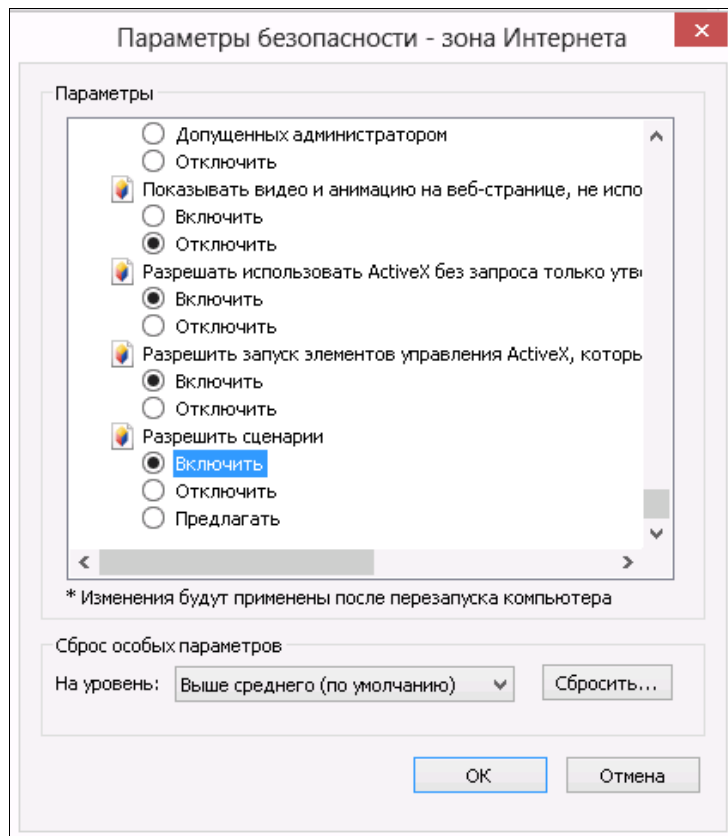 Параметры безопасности - зона Интернета
Параметры
Допущенных администратором
Отключить
Показывать видео и анимацию на веб-странице, не испо
Включить
Отключить
Разрешать использовать ActiveX без запроса только утв
Включить
Отключить
Разрешить запуск элементов управления ActiveX, которы
Включить
Отключить
Разрешить сценарии
Включить
Отключить
Предлагать
* Изменения будут применены после перезапуска компьютера
Сброс особых параметров
На уровень: Выше среднего (по умолчанию) Сбросить...
ОК Отмена